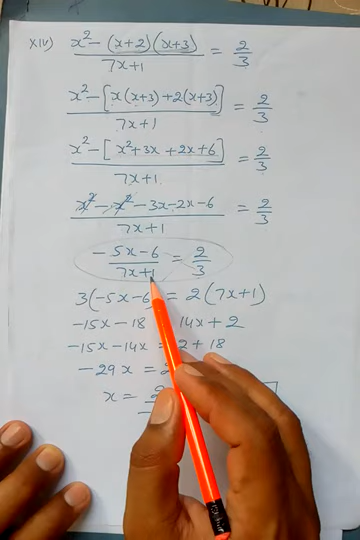 XIV) x² - (x+2)(x+3) / 7x+1 = 2/3
x² - [x(x+3)+2(x+3)] / 7x+1 = 2/3
x² - [x²+3x+2x+6] / 7x+1 = 2/3
x² - x² - 3x - 2x - 6 / 7x+1 = 2/3
-5x-6 / 7x+1 = 2/3
3(-5x-6) = 2(7x+1)
-15x-18 14x+2
-15x-14x = 2+18
-29x = 2
x =